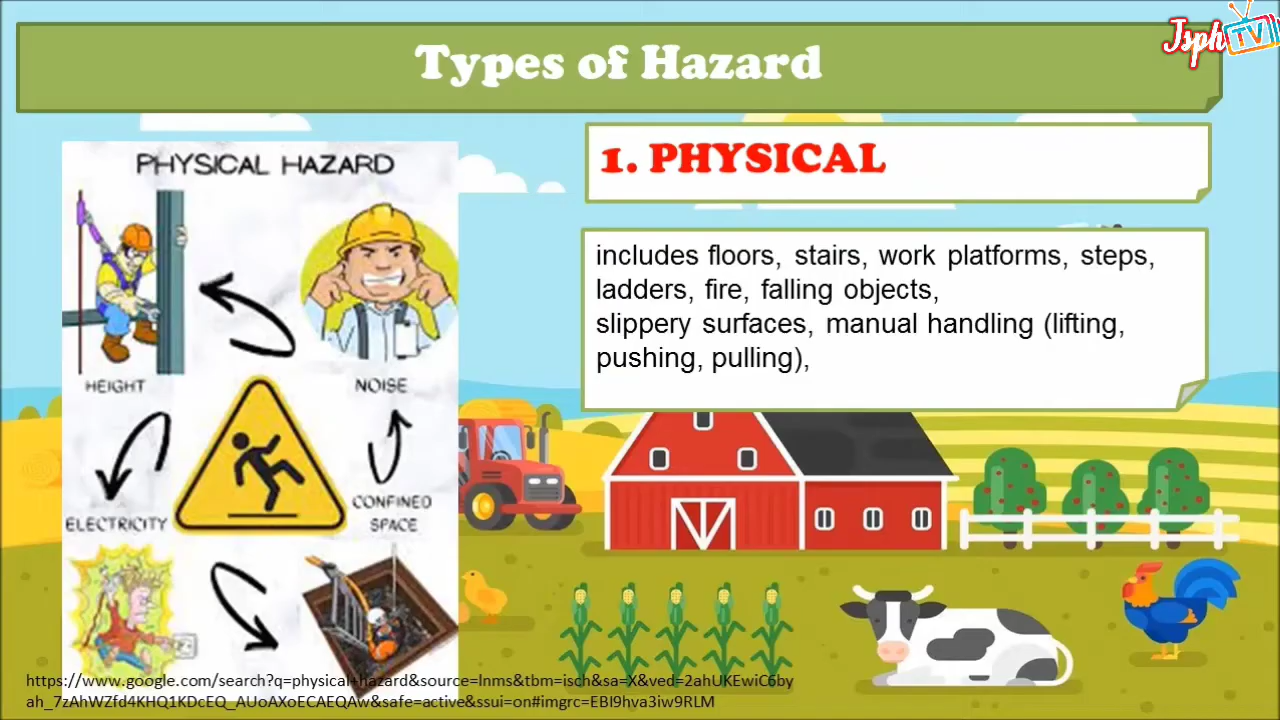 Jsph TV
Types of Hazard
PHYSICAL HAZARD
HEIGHT
NOISE
ELECTRICITY
CONFINED
SPACE
1. PHYSICAL
includes floors, stairs, work platforms, steps,
ladders, fire, falling objects,
slippery surfaces, manual handling (lifting,
pushing, pulling),
https://www.google.com/search?q=physical+hazard&source=lnms&tbm=isch&sa=X&ved=2ahUKEwiC6by
ah_7zAhWZfd4KHQ1KDcEQ_AUoAXoECAEQAw&safe=active&ssui=on#imgrc=EBI9hva3iw9RLM